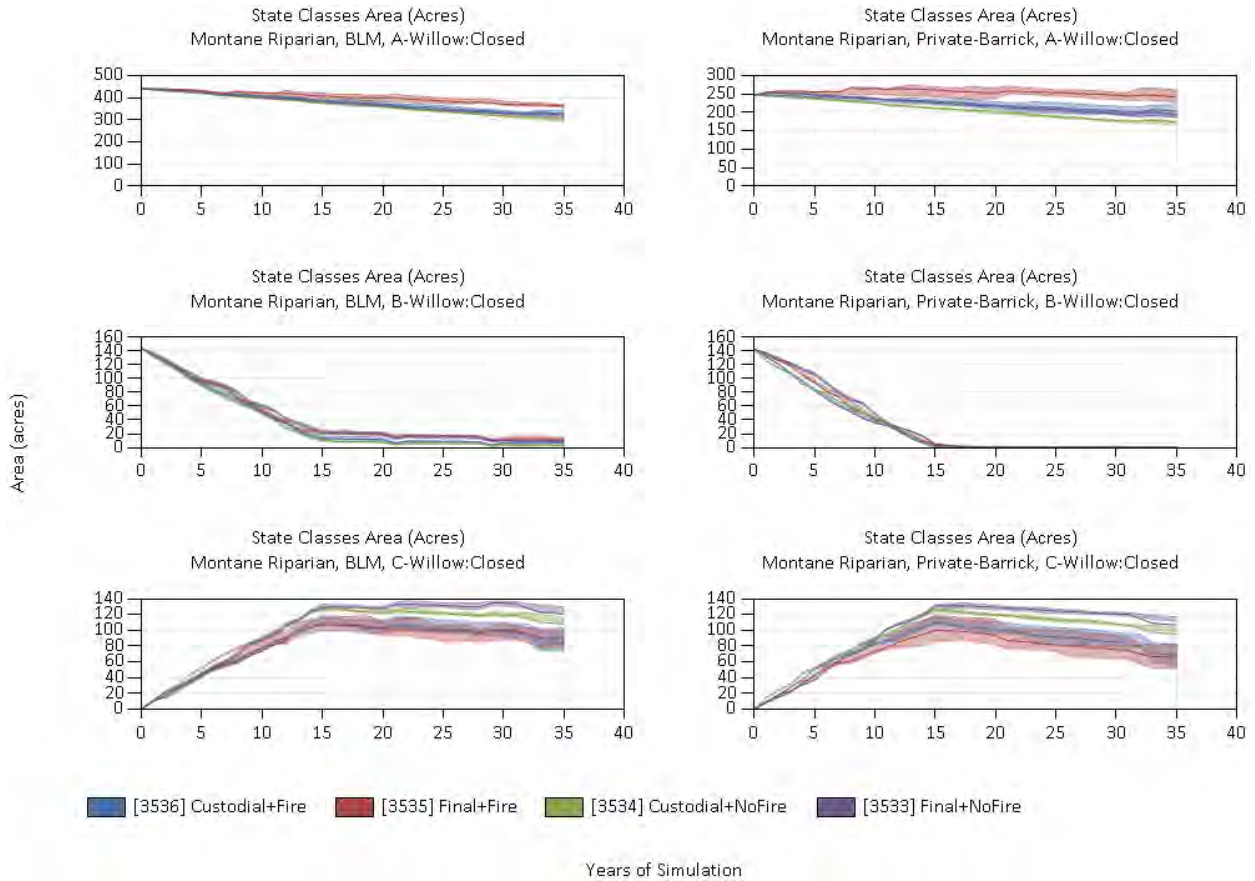 State Classes Area (Acres)
Montane Riparian, BLM, A-Willow:Closed
500
400
300
200
100
0
0 5 10 15 20 25 30 35 40
State Classes Area (Acres)
Montane Riparian, Private-Barrick, A-Willow:Closed
300
250
200
150
100
50
0
0 5 10 15 20 25 30 35 40
State Classes Area (Acres)
Montane Riparian, BLM, B-Willow:Closed
160
140
120
100
80
60
40
20
0
0 5 10 15 20 25 30 35 40
State Classes Area (Acres)
Montane Riparian, Private-Barrick, B-Willow:Closed
160
140
120
100
80
60
40
20
0
0 5 10 15 20 25 30 35 40
Area (acres)
State Classes Area (Acres)
Montane Riparian, BLM, C-Willow:Closed
140
120
100
80
60
40
20
0
0 5 10 15 20 25 30 35 40
State Classes Area (Acres)
Montane Riparian, Private-Barrick, C-Willow:Closed
140
120
100
80
60
40
20
0
0 5 10 15 20 25 30 35 40
[3536] Custodial+Fire [3535] Final+Fire [3534] Custodial+NoFire [3533] Final+NoFire
Years of Simulation